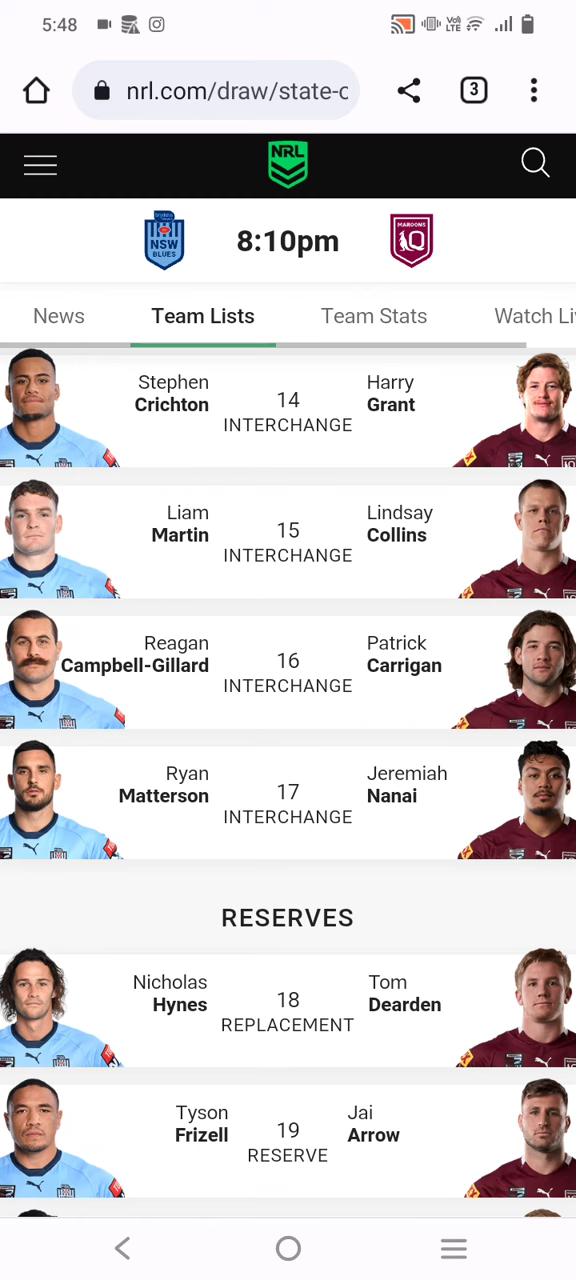 5:48
Vo)
LTE
nrl.com/draw/state-c
3
NRL
NSW
BLUES
8:10pm
MAROONS
Q
News
Team Lists
Team Stats
Watch Li
Stephen
Crichton
14
INTERCHANGE
Harry
Grant
Liam
Martin
15
INTERCHANGE
Lindsay
Collins
Reagan
Campbell-Gillard
16
INTERCHANGE
Patrick
Carrigan
Ryan
Matterson
17
INTERCHANGE
Jeremiah
Nanai
RESERVES
Nicholas
Hynes
18
REPLACEMENT
Tom
Dearden
Tyson
Frizell
19
RESERVE
Jai
Arrow